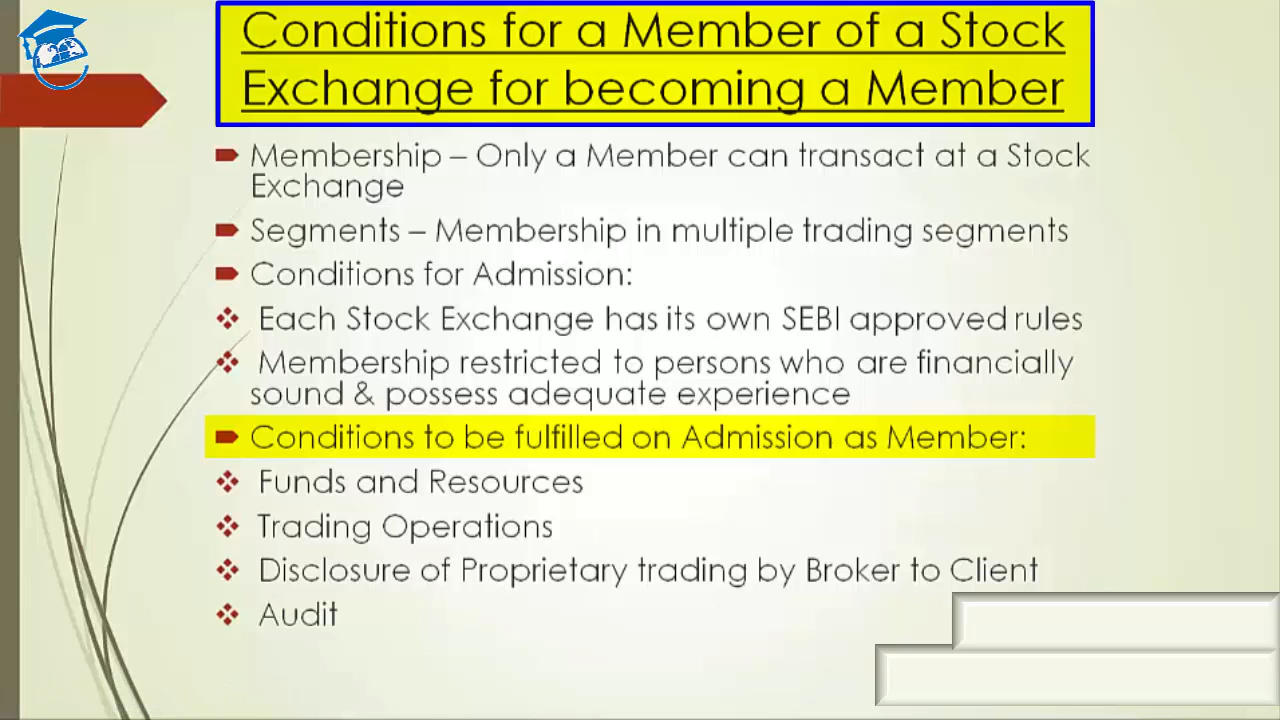 Conditions for a Member of a Stock
Exchange for becoming a Member
Membership – Only a Member can transact at a Stock
Exchange
Segments – Membership in multiple trading segments
Conditions for Admission:
Each Stock Exchange has its own SEBI approved rules
Membership restricted to persons who are financially
sound & possess adequate experience
Conditions to be fulfilled on Admission as Member:
Funds and Resources
Trading Operations
Disclosure of Proprietary trading by Broker to Client
Audit